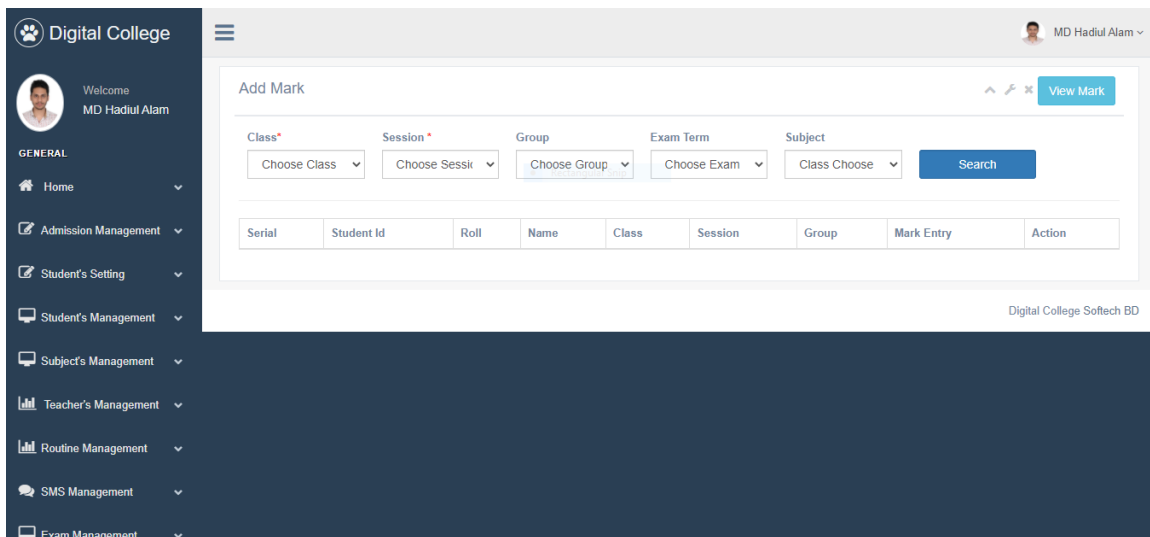 Digital College
MD Hadiul Alam
Welcome
MD Hadiul Alam
GENERAL
Home
Admission Management
Student's Setting
Student's Management
Subject's Management
Teacher's Management
Routine Management
SMS Management
Exam Management
Add Mark
View Mark
Class* Session * Group Exam Term Subject
Choose Class Choose Sessic Choose Group Choose Exam Class Choose Search
Serial Student Id Roll Name Class Session Group Mark Entry Action
Digital College Softech BD